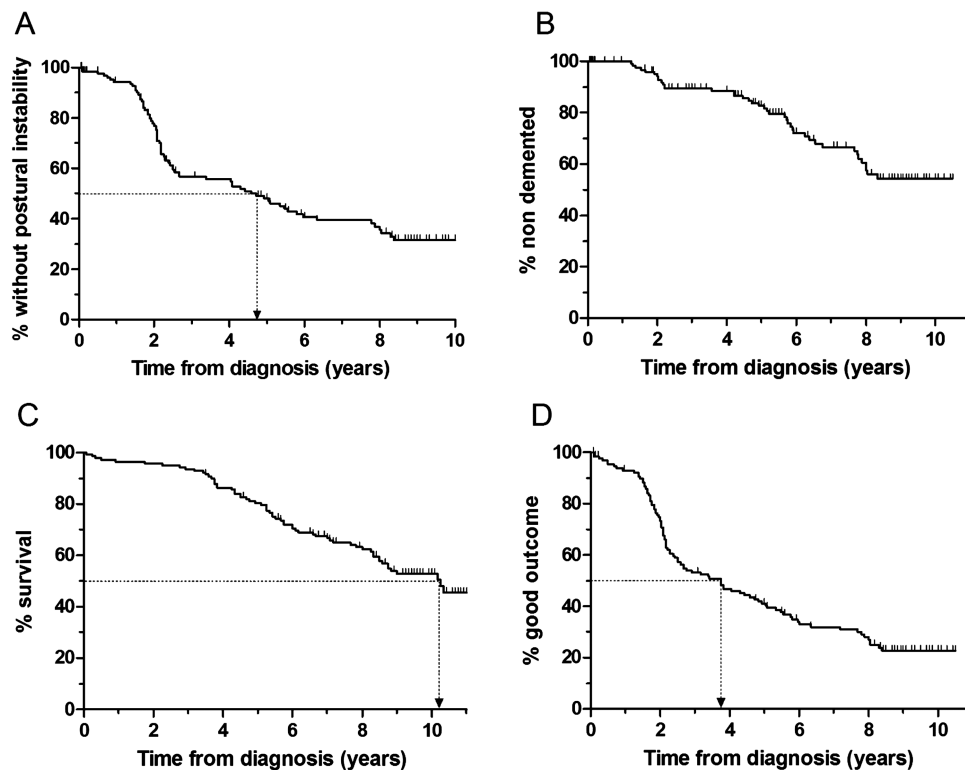 A
% without postural instability
100
80
60
40
20
0
0 2 4 6 8 10
Time from diagnosis (years)
B
% non demented
100
80
60
40
20
0
0 2 4 6 8 10
Time from diagnosis (years)
C
% survival
100
80
60
40
20
0
0 2 4 6 8 10
Time from diagnosis (years)
D
% good outcome
100
80
60
40
20
0
0 2 4 6 8 10
Time from diagnosis (years)